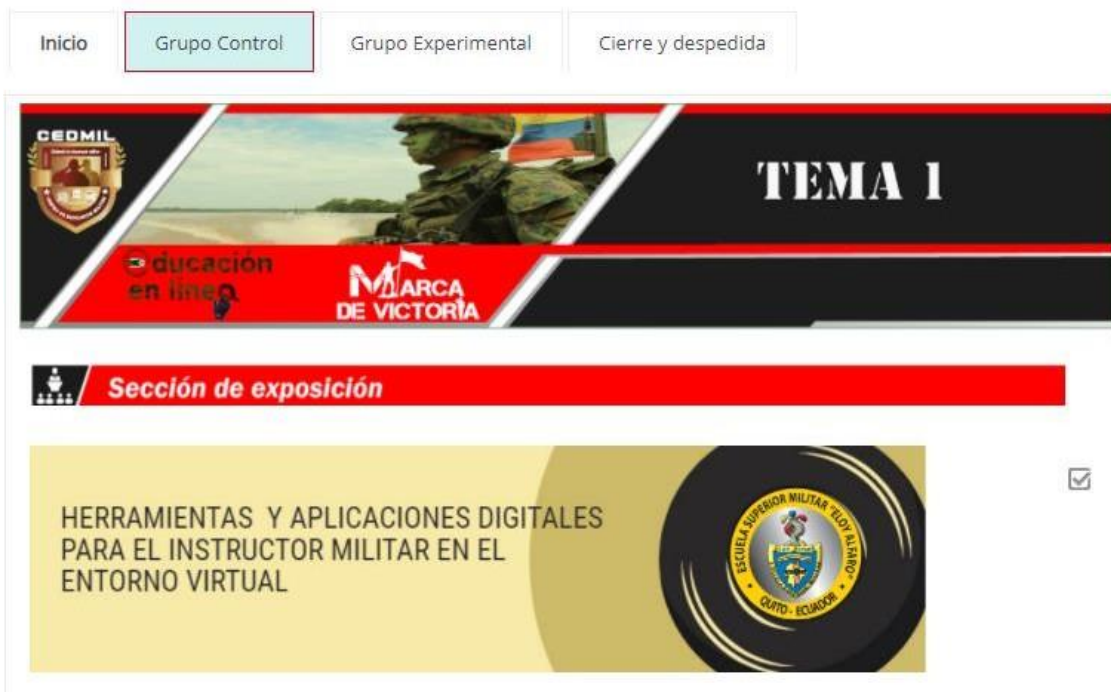 Inicio
Grupo Control
Grupo Experimental
Cierre y despedida
CEDMIL
TEMA 1
educación
en línea
MARCA
DE VICTORIA
Sección de exposición
HERRAMIENTAS Y APLICACIONES DIGITALES
PARA EL INSTRUCTOR MILITAR EN EL
ENTORNO VIRTUAL
ESCUELA SUPERIOR MILITAR "ELOY ALFARO"
QUITO - ECUADOR